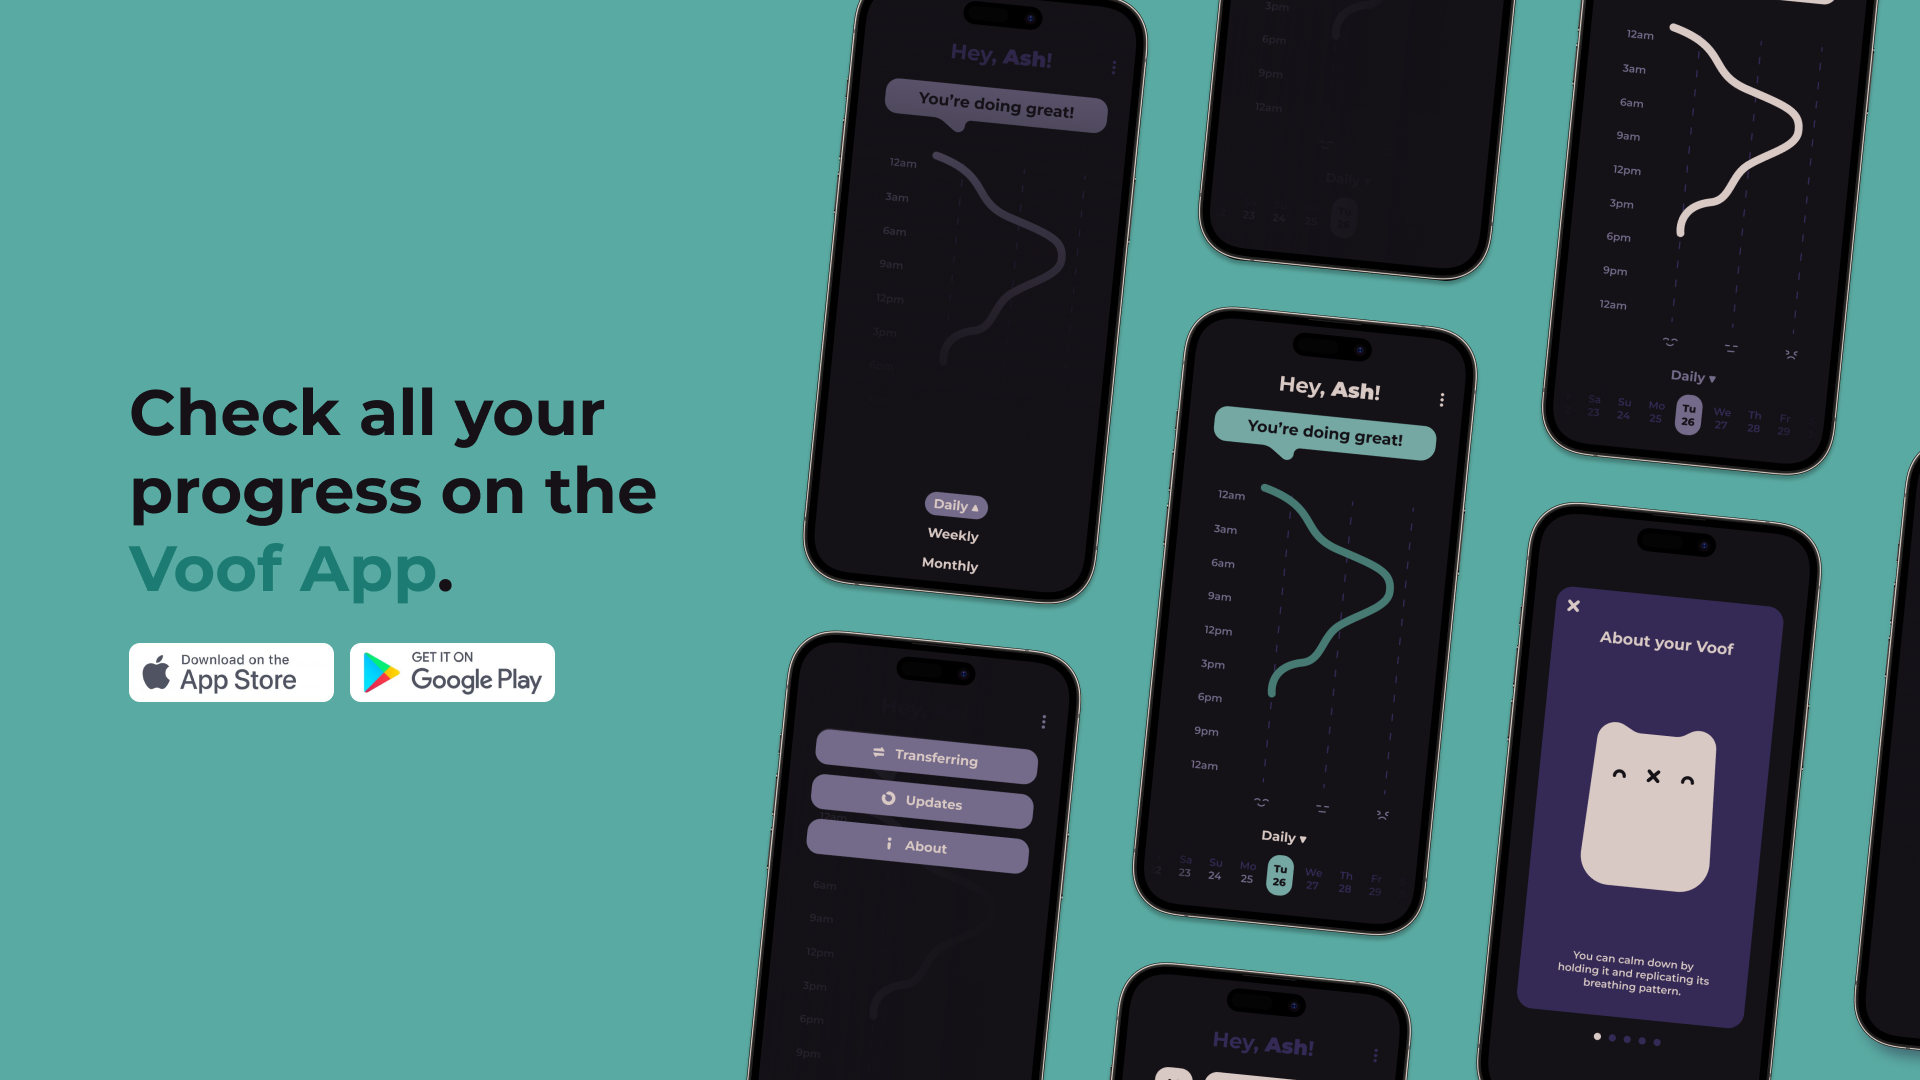 Check all your
progress on the
Voof App.
Download on the
App Store
GET IT ON
Google Play
Hey, Ash!
You're doing great!
12am
3am
6am
9am
12pm
3pm
Daily ▴
Weekly
Monthly
Transferring
Updates
12am
About
6am
9am
12pm
3pm
6pm
9pm
3pm
6pm
9pm
12am
Daily
23 24 25
Hey, Ash!
You're doing great!
12am
3am
6am
9am
12pm
3pm
6pm
9pm
12am
Daily ▾
Sa Su Mo Tu We Th Fr
23 24 25 26 27 28 29
Hey, Ash!
12am
3am
6am
9am
12pm
3pm
6pm
9pm
12am
Daily ▾
Sa Su Mo Tu We Th Fr
23 24 25 26 27 28 29
About your Voof
You can calm down by
holding it and replicating its
breathing pattern.